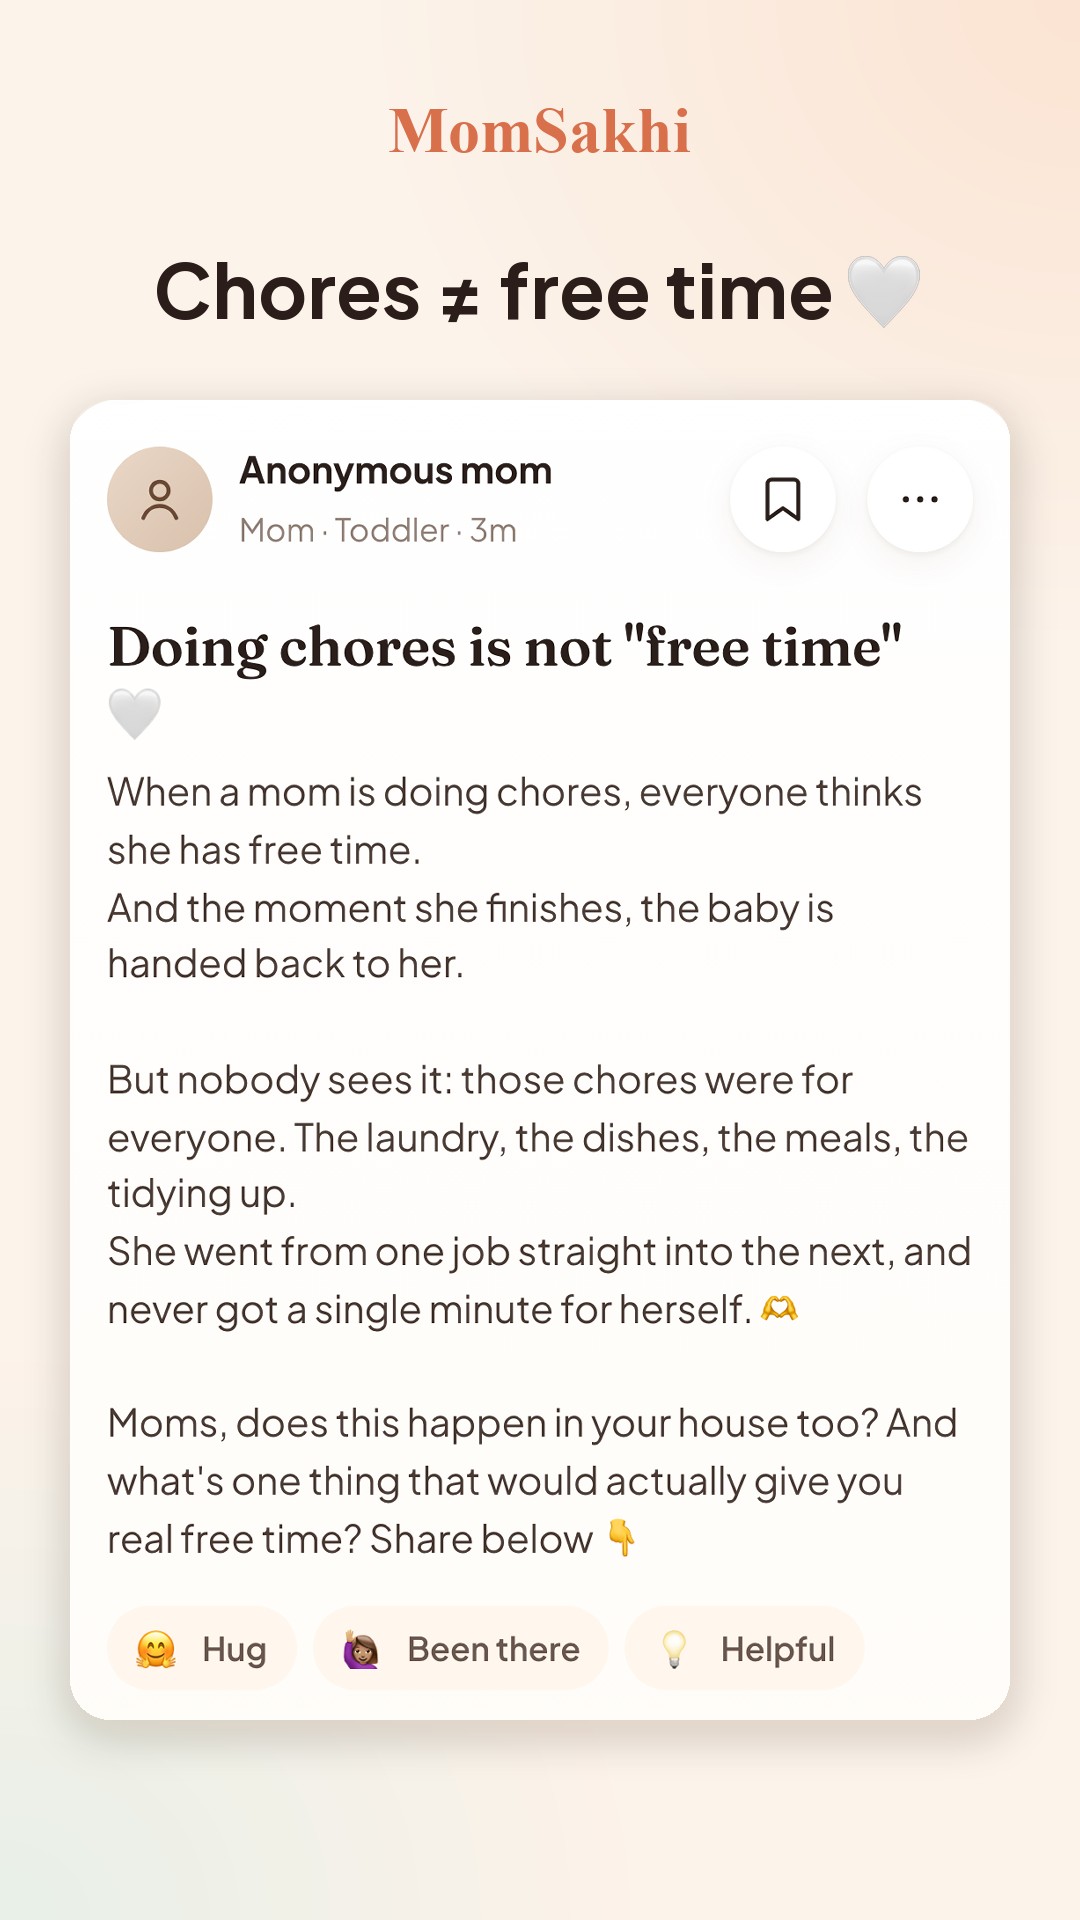 MomSakhi
Chores ≠ free time 🤍
Anonymous mom
Mom · Toddler · 3m
Doing chores is not "free time"
🤍
When a mom is doing chores, everyone thinks
she has free time.
And the moment she finishes, the baby is
handed back to her.
But nobody sees it: those chores were for
everyone. The laundry, the dishes, the meals, the
tidying up.
She went from one job straight into the next, and
never got a single minute for herself. 🫶
Moms, does this happen in your house too? And
what's one thing that would actually give you
real free time? Share below 👇
🤗 Hug 🙋🏽‍♀️ Been there 💡 Helpful